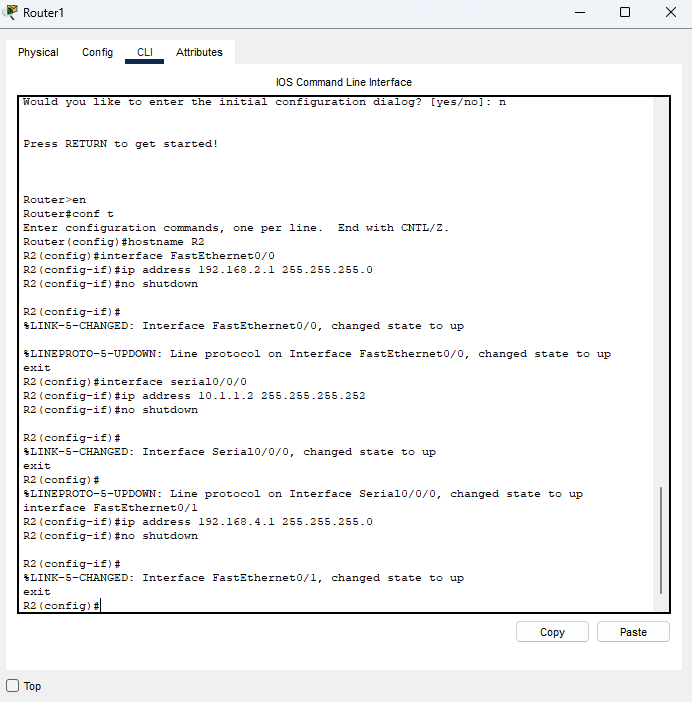 Router1
Physical Config CLI Attributes
IOS Command Line Interface
Would you like to enter the initial configuration dialog? [yes/no]: n
Press RETURN to get started!
Router>en
Router#conf t
Enter configuration commands, one per line.  End with CNTL/Z.
Router(config)#hostname R2
R2(config)#interface FastEthernet0/0
R2(config-if)#ip address 192.168.2.1 255.255.255.0
R2(config-if)#no shutdown
R2(config-if)#
%LINK-5-CHANGED: Interface FastEthernet0/0, changed state to up
%LINEPROTO-5-UPDOWN: Line protocol on Interface FastEthernet0/0, changed state to up
exit
R2(config)#interface serial0/0/0
R2(config-if)#ip address 10.1.1.2 255.255.255.252
R2(config-if)#no shutdown
R2(config-if)#
%LINK-5-CHANGED: Interface Serial0/0/0, changed state to up
exit
R2(config)#
%LINEPROTO-5-UPDOWN: Line protocol on Interface Serial0/0/0, changed state to up
interface FastEthernet0/1
R2(config-if)#ip address 192.168.4.1 255.255.255.0
R2(config-if)#no shutdown
R2(config-if)#
%LINK-5-CHANGED: Interface FastEthernet0/1, changed state to up
exit
R2(config)#
Copy Paste
Top